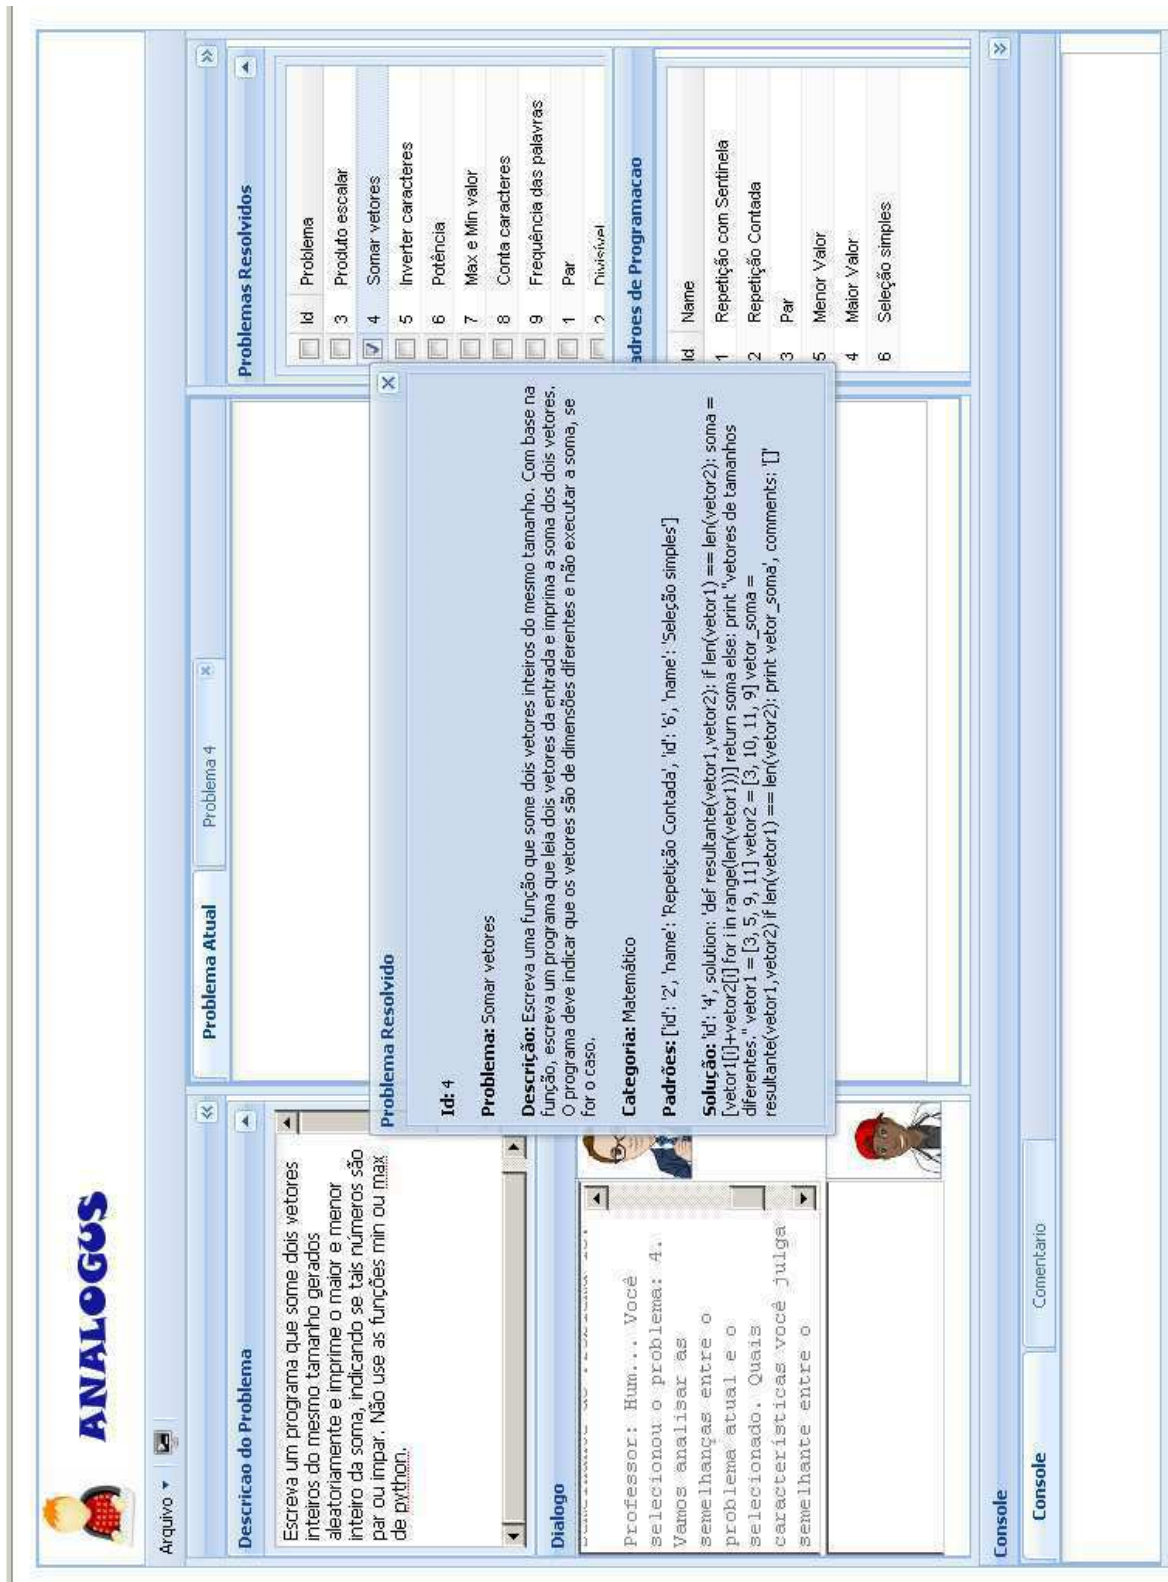 ANALOGUS
Arquivo
Descricao do Problema
Escreva um programa que some dois vetores
inteiros do mesmo tamanho gerados
aleatoriamente e imprime o maior e menor
inteiro da soma, indicando se tais números são
par ou impar. Não use as funções min ou max
de python.
Dialogo
Professor: Hum... Você
selecionou o problema: 4.
Vamos analisar as
semelhanças entre o
problema atual e o
selecionado. Quais
características você julga
semelhante entre o
Problema Atual
Problema 4
Problema Resolvido
Id: 4
Problema: Somar vetores
Descrição: Escreva uma função que some dois vetores inteiros do mesmo tamanho. Com base na
função, escreva um programa que leia dois vetores da entrada e imprima a soma dos dois vetores.
O programa deve indicar que os vetores são de dimensões diferentes e não executar a soma, se
for o caso.
Categoria: Matemático
Padrões: ['id': '2', 'name': 'Repetição Contada', 'id': '6', 'name': 'Seleção simples']
Solução: 'id': '4', solution: 'def resultante(vetor1,vetor2): if len(vetor1) == len(vetor2): soma =
[vetor1[i]+vetor2[i] for i in range(len(vetor1))] return soma else: print "vetores de tamanhos
diferentes." vetor1 = [3, 5, 9, 11] vetor2 = [3, 10, 11, 9] vetor_soma =
resultante(vetor1,vetor2) if len(vetor1) == len(vetor2): print vetor_soma', comments: '[]'
Problemas Resolvidos
Id Problema
3 Produto escalar
4 Somar vetores
5 Inverter caracteres
6 Potência
7 Max e Min valor
8 Conta caracteres
9 Frequência das palavras
1 Par
2 Divisível
adroes de Programacao
Id Name
1 Repetição com Sentinela
2 Repetição Contada
3 Par
5 Menor Valor
4 Maior Valor
6 Seleção simples
Console
Console
Comentario